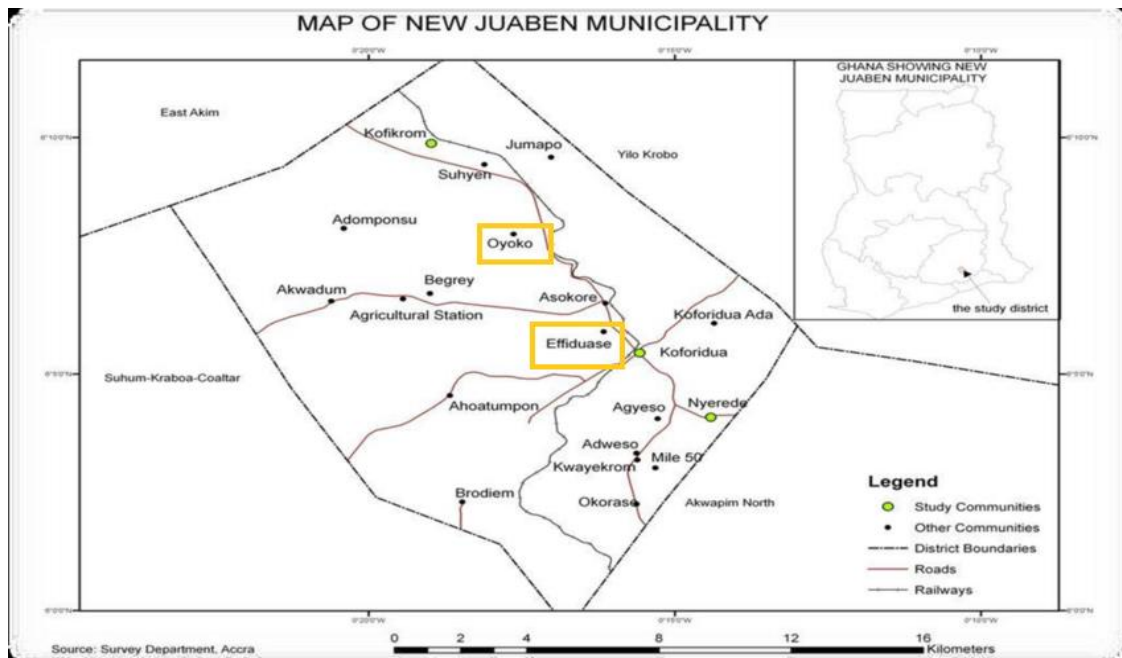 MAP OF NEW JUABEN MUNICIPALITY
GHANA SHOWING NEW
JUABEN MUNICIPALITY
East Akim
Kofikrom
Jumapo
Yilo Krobo
Suhyen
Adomponsu
Oyoko
Begrey
Akwadum
Asokore
Agricultural Station
Koforidua Ada
the study district
Effiduase
Koforidua
Suhum-Kraboa-Coaltar
Ahoatumpon
Agyeso
Nyerede
Adweso
Mile 50
Kwayekrom
Brodiem
Okorase
Akwapim North
Legend
Study Communities
Other Communities
District Boundaries
Roads
Railways
Source: Survey Department, Accra
0 2 4 8 12 16
Kilometers